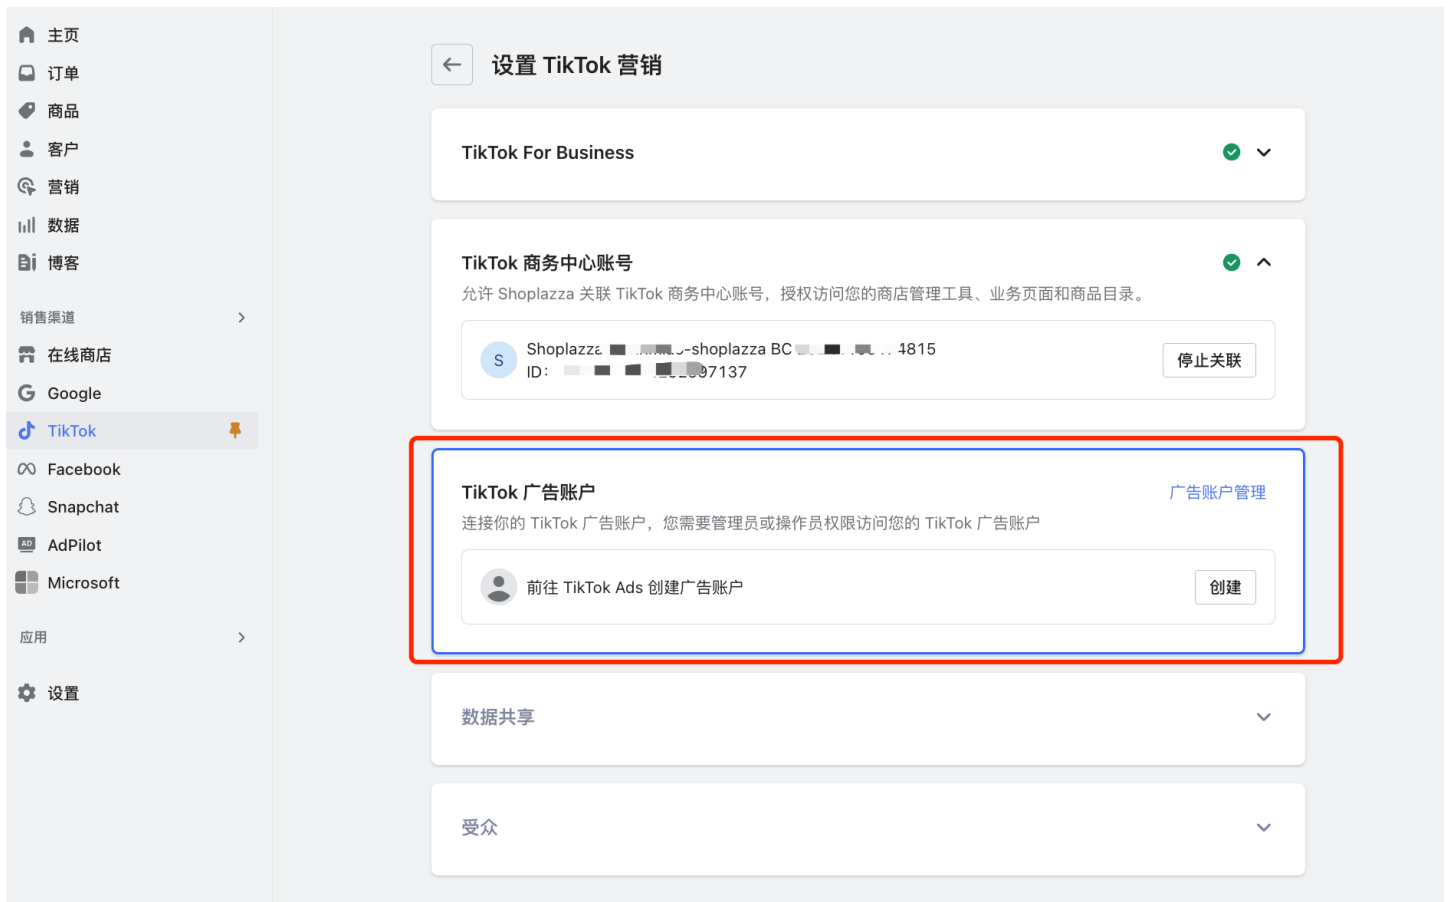 主页
订单
商品
客户
营销
数据
博客
销售渠道
在线商店
Google
TikTok
Facebook
Snapchat
AD
AdPilot
Microsoft
应用
设置
设置 TikTok 营销
TikTok For Business
TikTok 商务中心账号
允许 Shoplazza 关联 TikTok 商务中心账号，授权访问您的商店管理工具、业务页面和商品目录。
S
Shoplazza -shoplazza BC 4815
ID： 97137
停止关联
TikTok 广告账户
广告账户管理
连接你的 TikTok 广告账户，您需要管理员或操作员权限访问您的 TikTok 广告账户
前往 TikTok Ads 创建广告账户
创建
数据共享
受众